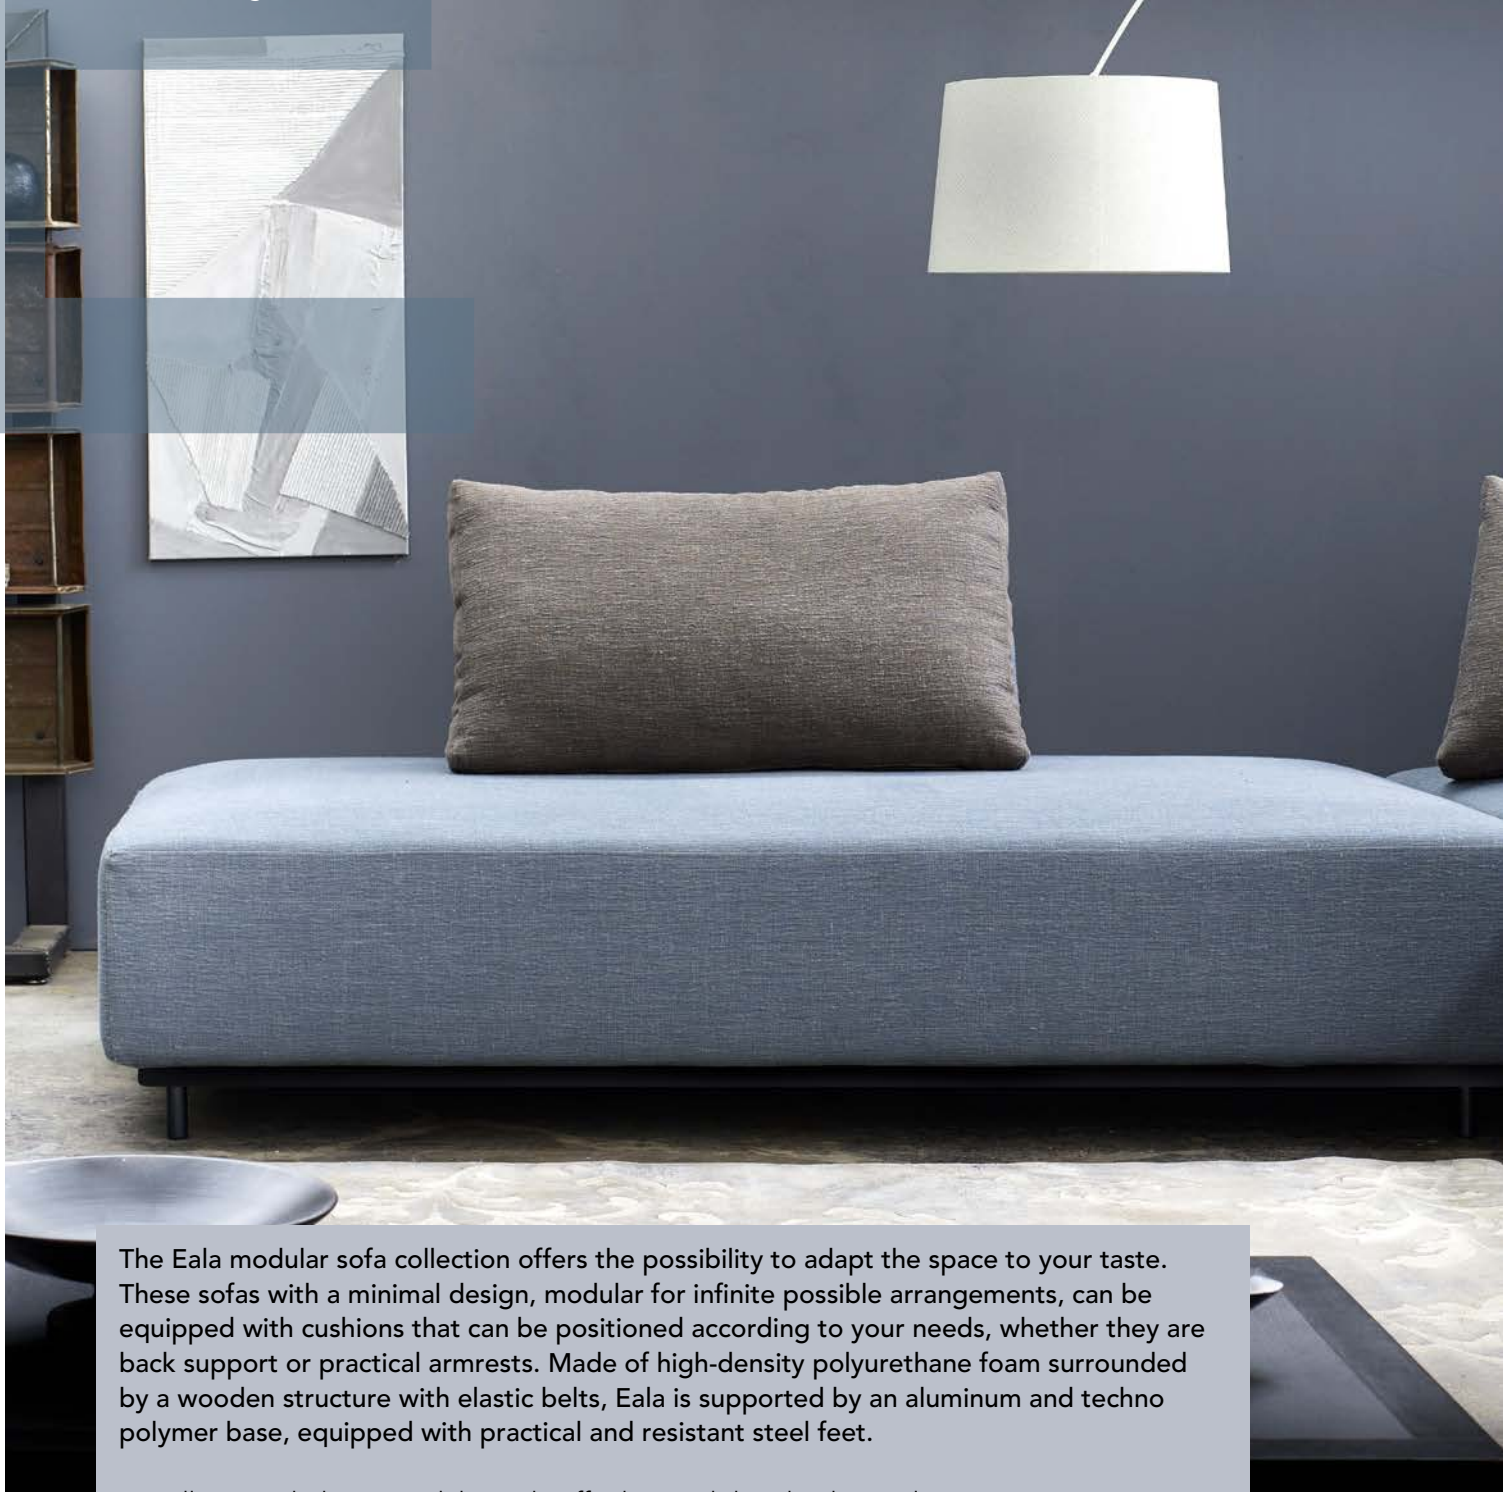 The Eala modular sofa collection offers the possibility to adapt the space to your taste.
These sofas with a minimal design, modular for infinite possible arrangements, can be
equipped with cushions that can be positioned according to your needs, whether they are
back support or practical armrests. Made of high-density polyurethane foam surrounded
by a wooden structure with elastic belts, Eala is supported by an aluminum and techno
polymer base, equipped with practical and resistant steel feet.